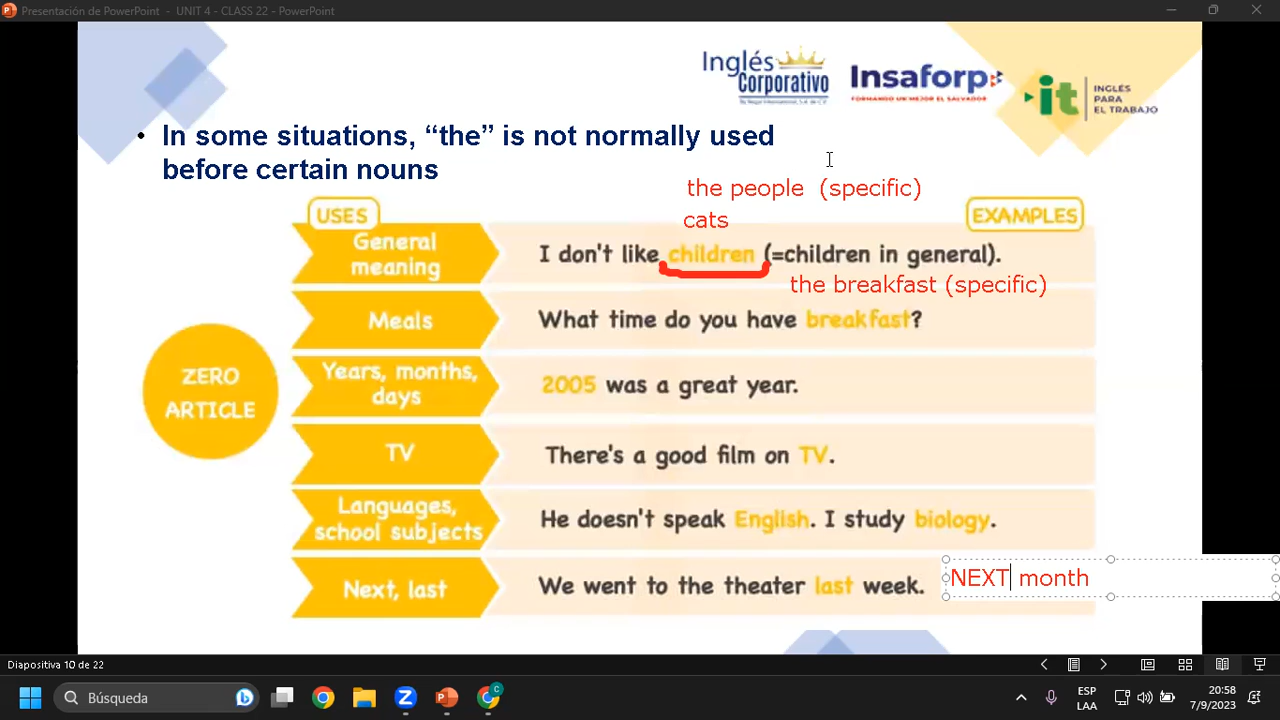 Presentación de PowerPoint - UNIT 4 - CLASS 22 - PowerPoint
Inglés
Corporativo
Insaforp
FORMANDO UN MEJOR EL SALVADOR
it
INGLÉS
PARA
EL TRABAJO
• In some situations, “the” is not normally used
before certain nouns
the people (specific)
cats
USES
EXAMPLES
General
meaning
I don't like children (=children in general).
the breakfast (specific)
Meals
What time do you have breakfast?
ZERO
ARTICLE
Years, months,
days
2005 was a great year.
TV
There's a good film on TV.
Languages,
school subjects
He doesn't speak English. I study biology.
Next, last
We went to the theater last week.
NEXT month
Diapositiva 10 de 22
Búsqueda
ESP
LAA
20:58
7/9/2023